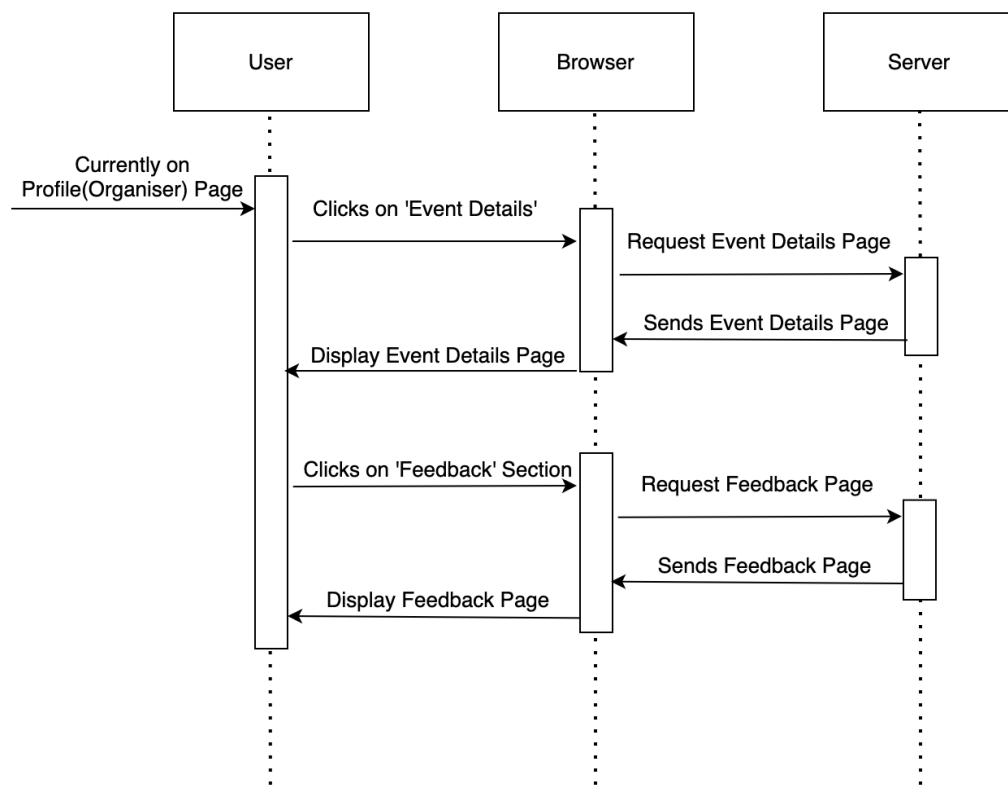 User
Browser
Server
Currently on
Profile(Organiser) Page
Clicks on 'Event Details'
Request Event Details Page
Sends Event Details Page
Display Event Details Page
Clicks on 'Feedback' Section
Request Feedback Page
Sends Feedback Page
Display Feedback Page